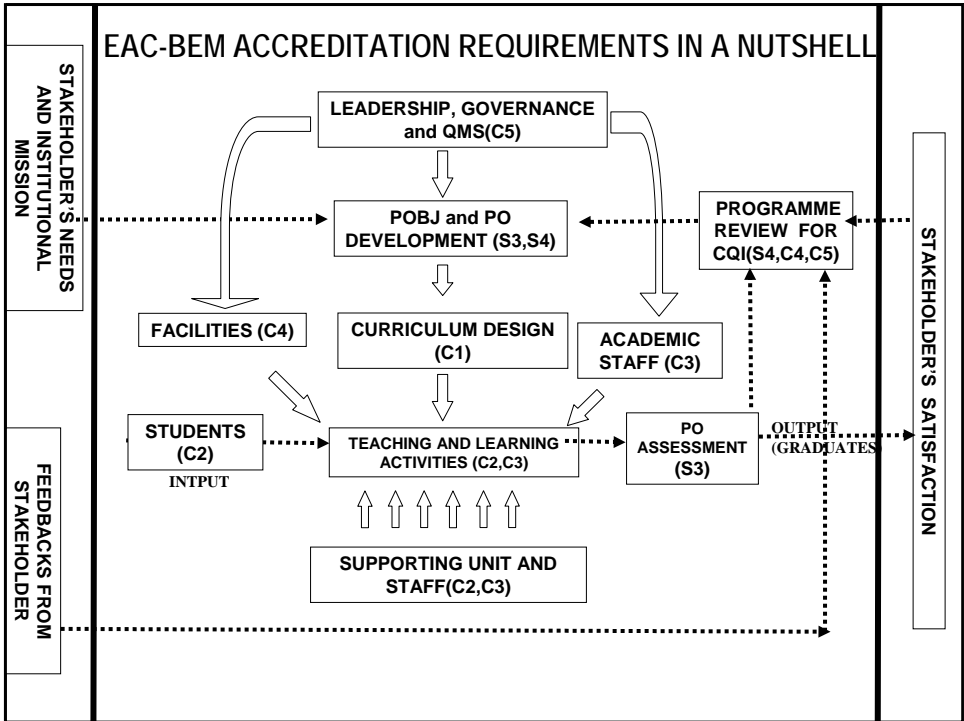 EAC-BEM ACCREDITATION REQUIREMENTS IN A NUTSHELL
STAKEHOLDER'S NEEDS
AND INSTITUTIONAL
MISSION
LEADERSHIP, GOVERNANCE
and QMS(C5)
POBJ and PO
DEVELOPMENT (S3,S4)
PROGRAMME
REVIEW FOR
CQI(S4,C4,C5)
STAKEHOLDER'S SATISFACTION
FACILITIES (C4)
CURRICULUM DESIGN
(C1)
ACADEMIC
STAFF (C3)
STUDENTS
(C2)
INTPUT
TEACHING AND LEARNING
ACTIVITIES (C2,C3)
PO
ASSESSMENT
(S3)
OUTPUT
(GRADUATES)
FEEDBACKS FROM
STAKEHOLDER
SUPPORTING UNIT AND
STAFF(C2,C3)